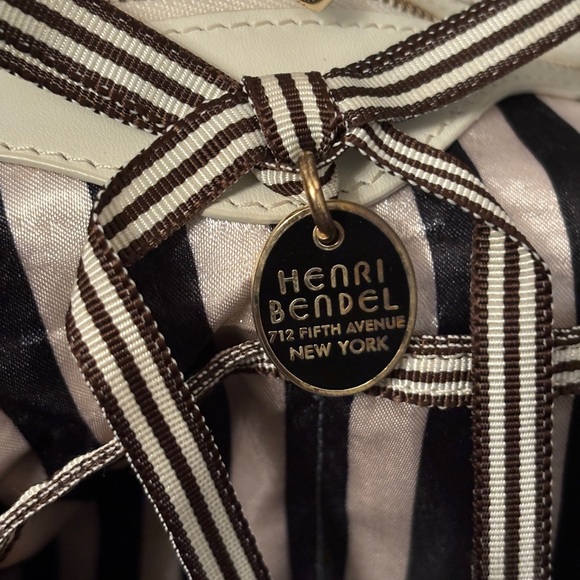 HENRI
BENDEL
712 FIFTH AVENUE
NEW YORK